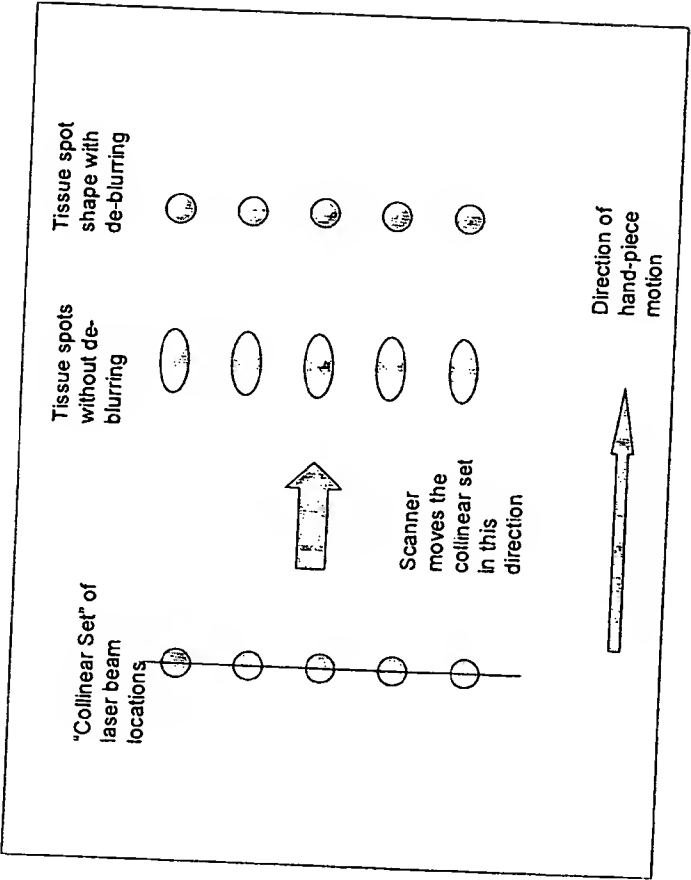 "Collinear Set" of
laser beam
locations
Tissue spots
without de-
blurring
Tissue spot
shape with
de-blurring
Scanner
moves the
collinear set
in this
direction
Direction of
hand-piece
motion